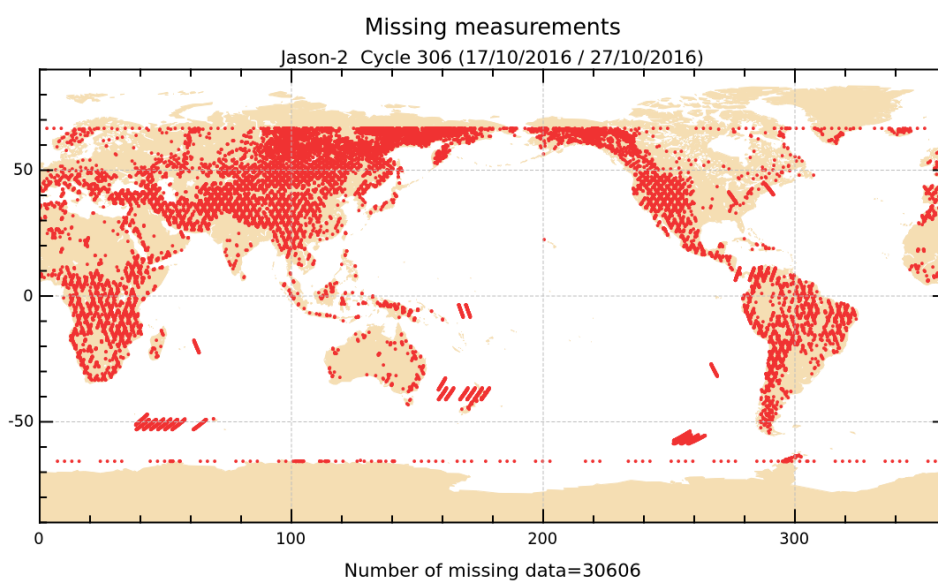 Missing measurements
Jason-2 Cycle 306 (17/10/2016 / 27/10/2016)
50
0
-50
0 100 200 300
Number of missing data=30606